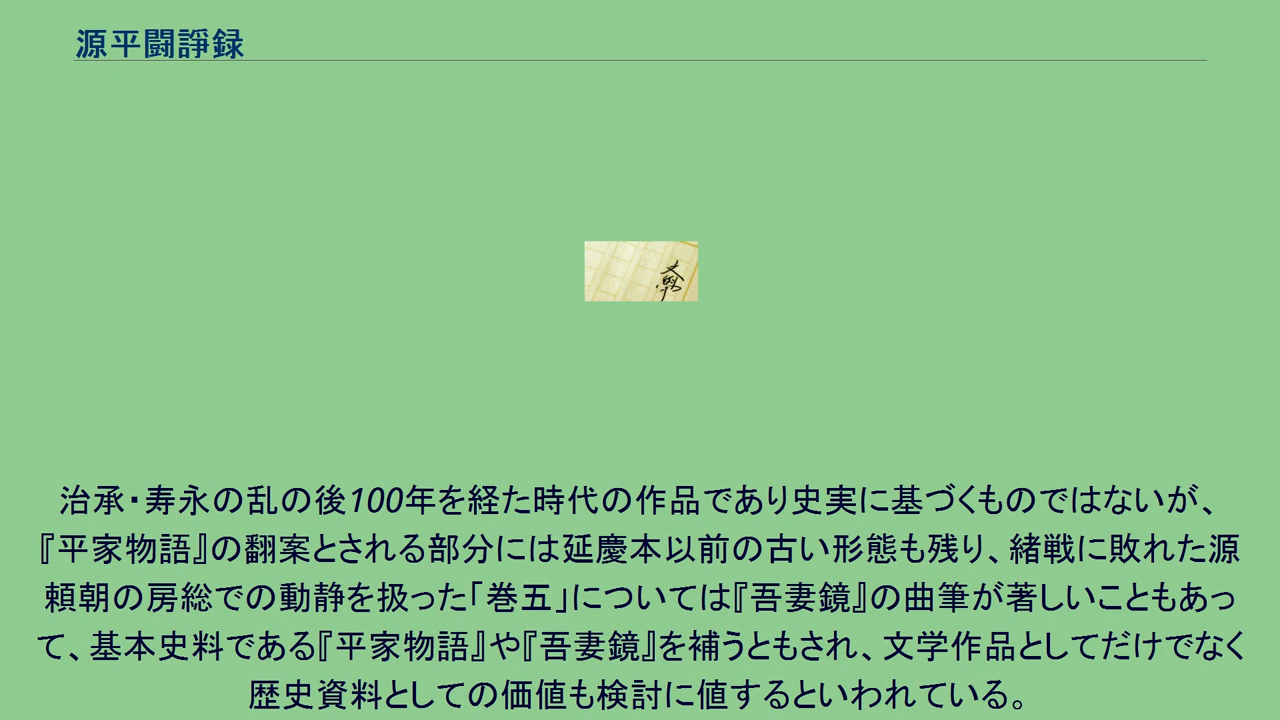 源平闘諍録
治承・寿永の乱の後100年を経た時代の作品であり史実に基づくものではないが、
『平家物語』の翻案とされる部分には延慶本以前の古い形態も残り、緒戦に敗れた源
頼朝の房総での動静を扱った「巻五」については『吾妻鏡』の曲筆が著しいこともあっ
て、基本史料である『平家物語』や『吾妻鏡』を補うともされ、文学作品としてだけでなく
歴史資料としての価値も検討に値するといわれている。